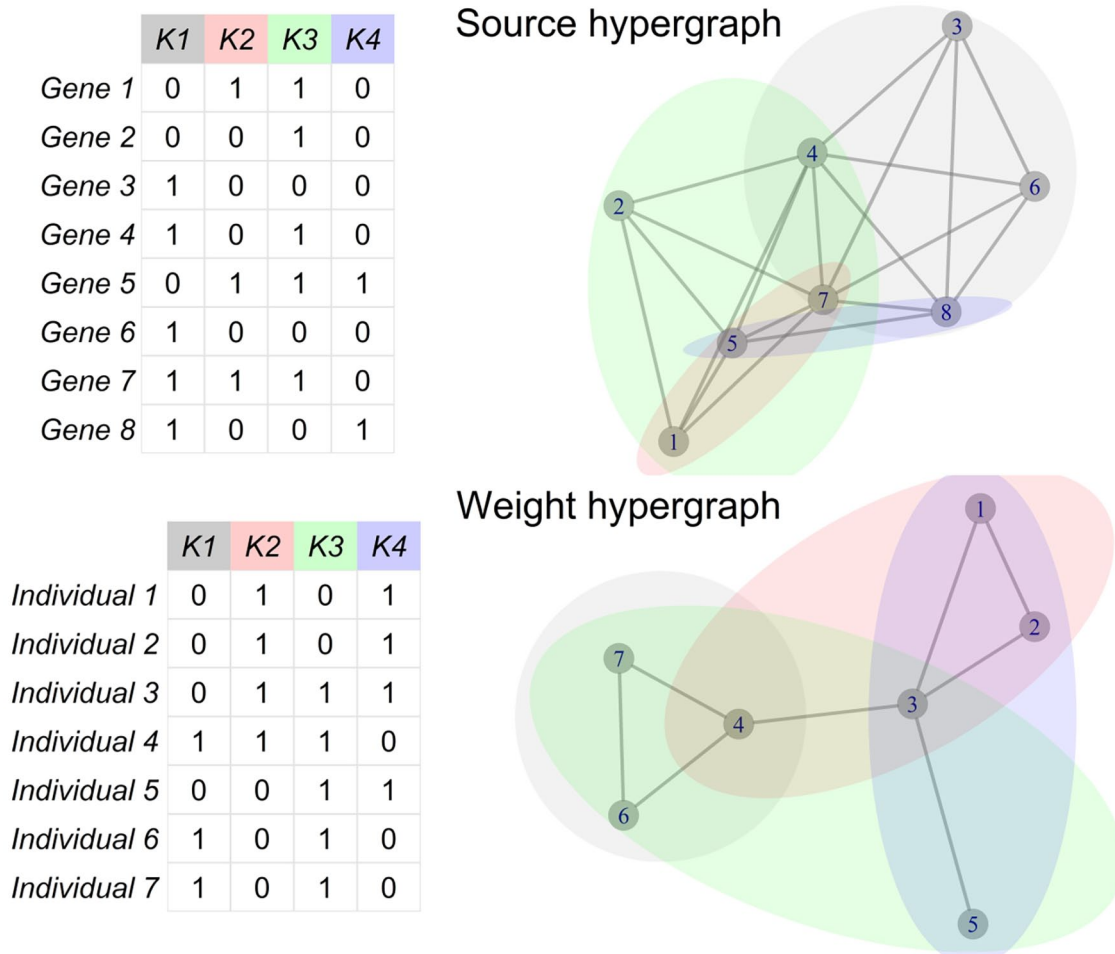 Source hypergraph
K1 K2 K3 K4
Gene 1 0 1 1 0
Gene 2 0 0 1 0
Gene 3 1 0 0 0
Gene 4 1 0 1 0
Gene 5 0 1 1 1
Gene 6 1 0 0 0
Gene 7 1 1 1 0
Gene 8 1 0 0 1
3
4
6
2
7
8
5
1
Weight hypergraph
K1 K2 K3 K4
Individual 1 0 1 0 1
Individual 2 0 1 0 1
Individual 3 0 1 1 1
Individual 4 1 1 1 0
Individual 5 0 0 1 1
Individual 6 1 0 1 0
Individual 7 1 0 1 0
1
2
7
3
4
6
5